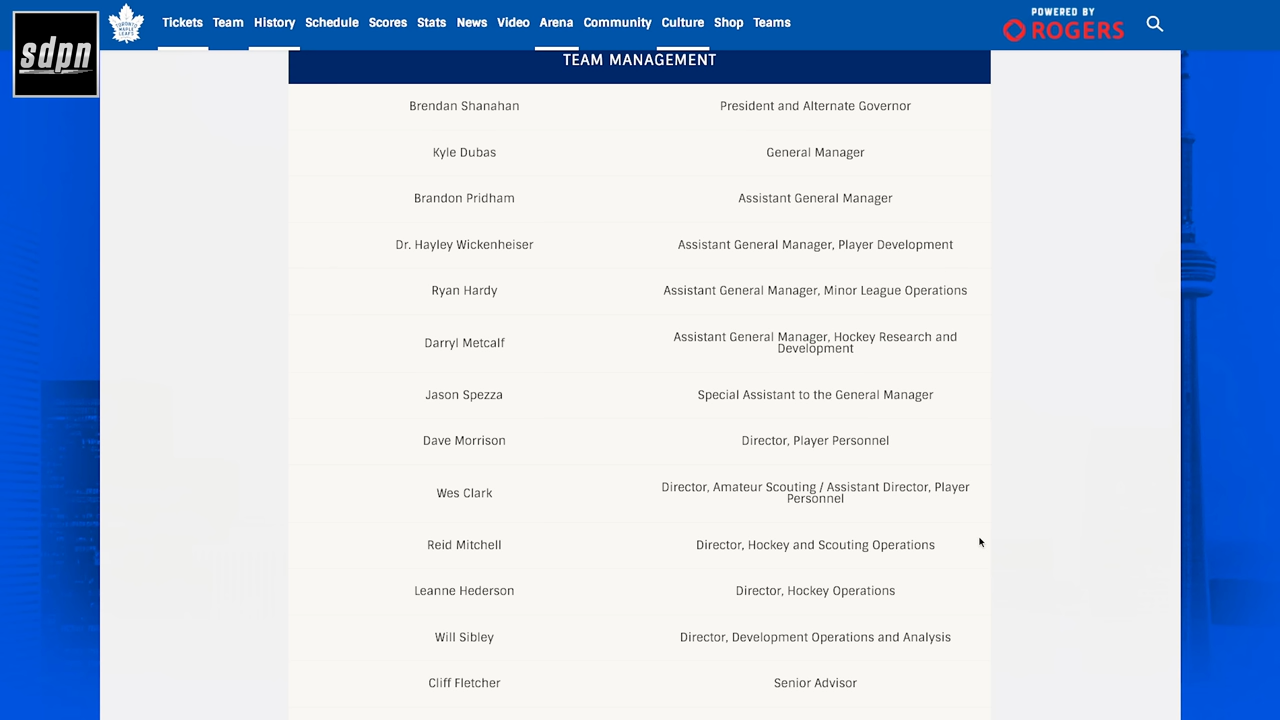 sdpn
TORONTO
MAPLE
LEAFS
Tickets Team History Schedule Scores Stats News Video Arena Community Culture Shop Teams
POWERED BY
ROGERS
TEAM MANAGEMENT
Brendan Shanahan President and Alternate Governor
Kyle Dubas General Manager
Brandon Pridham Assistant General Manager
Dr. Hayley Wickenheiser Assistant General Manager, Player Development
Ryan Hardy Assistant General Manager, Minor League Operations
Darryl Metcalf Assistant General Manager, Hockey Research and
Development
Jason Spezza Special Assistant to the General Manager
Dave Morrison Director, Player Personnel
Wes Clark Director, Amateur Scouting / Assistant Director, Player
Personnel
Reid Mitchell Director, Hockey and Scouting Operations
Leanne Hederson Director, Hockey Operations
Will Sibley Director, Development Operations and Analysis
Cliff Fletcher Senior Advisor